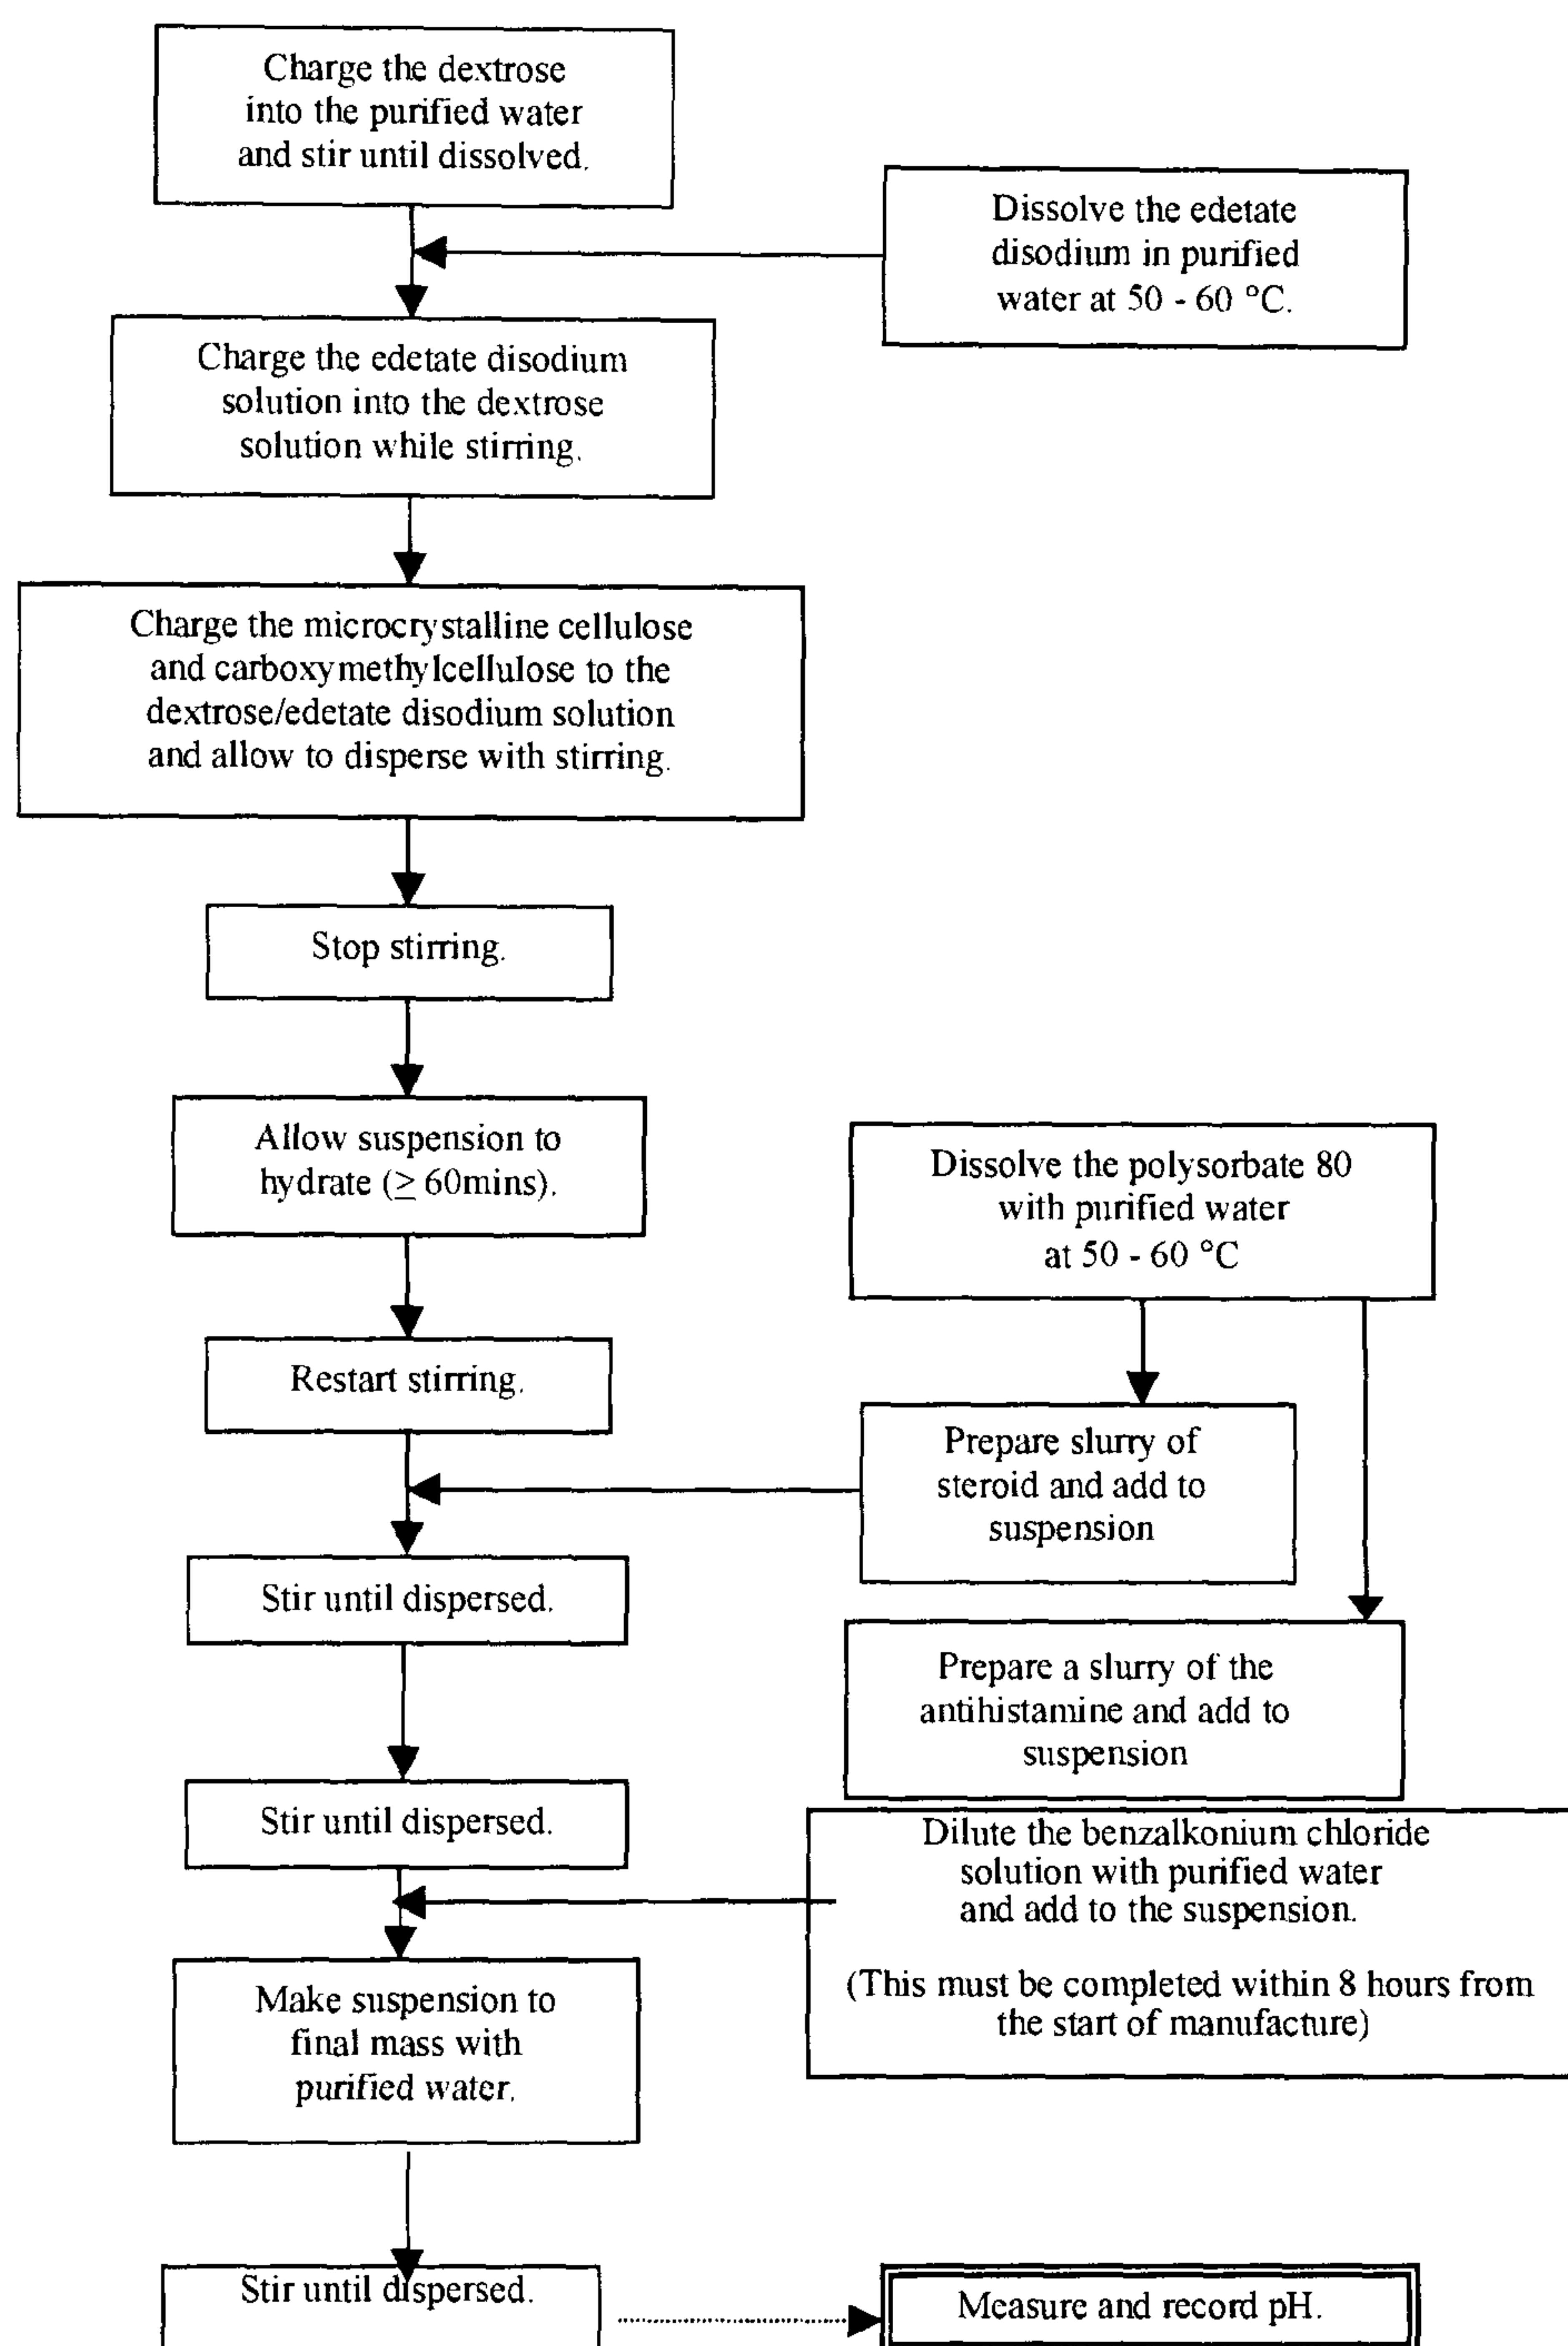 Charge the dextrose
into the purified water
and stir until dissolved.
Dissolve the edetate
disodium in purified
water at 50 - 60 °C.
Charge the edetate disodium
solution into the dextrose
solution while stirring.
Charge the microcrystalline cellulose
and carboxymethylcellulose to the
dextrose/edetate disodium solution
and allow to disperse with stirring.
Stop stirring.
Allow suspension to
hydrate (≥ 60mins).
Dissolve the polysorbate 80
with purified water
at 50 - 60 °C
Restart stirring.
Prepare slurry of
steroid and add to
suspension
Stir until dispersed.
Prepare a slurry of the
antihistamine and add to
suspension
Stir until dispersed.
Dilute the benzalkonium chloride
solution with purified water
and add to the suspension.
(This must be completed within 8 hours from
the start of manufacture)
Make suspension to
final mass with
purified water.
Stir until dispersed.
Measure and record pH.